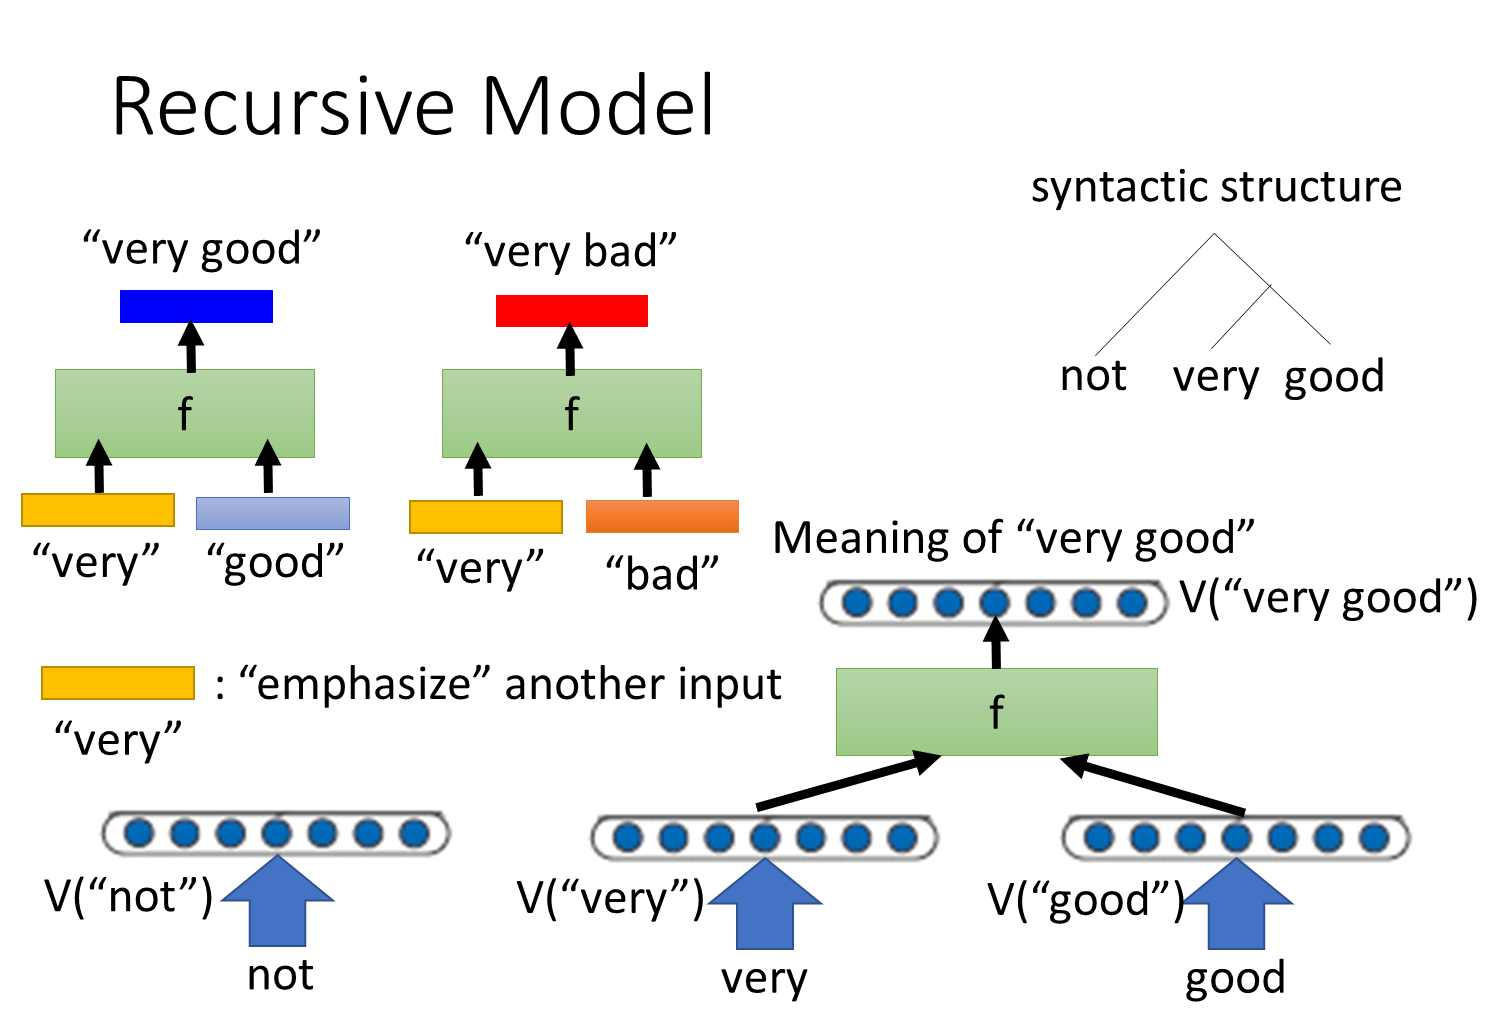 Recursive Model
syntactic structure
not very good
“very good”
f
“very” “good”
“very bad”
f
“very” “bad”
: “emphasize” another input
“very”
Meaning of “very good”
V(“very good”)
f
V(“not”) V(“very”) V(“good”)
not very good